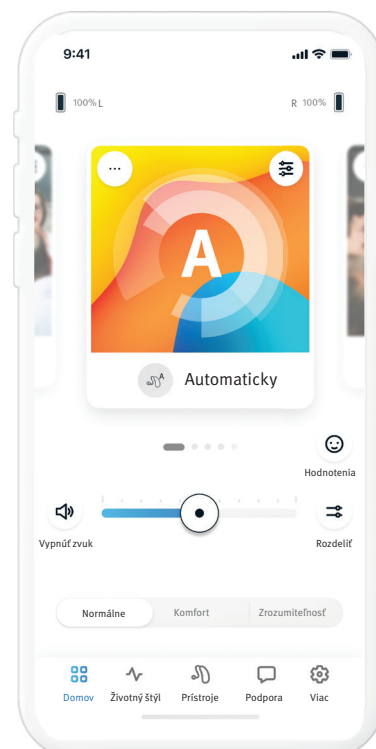 9:41
100% L
R 100%
...
A
A
Automaticky
Hodnotenia
Vypnúť zvuk
Rozdeliť
Normálne
Komfort
Zrozumiteľnosť
Domov
Životný štýl
Prístroje
Podpora
Viac